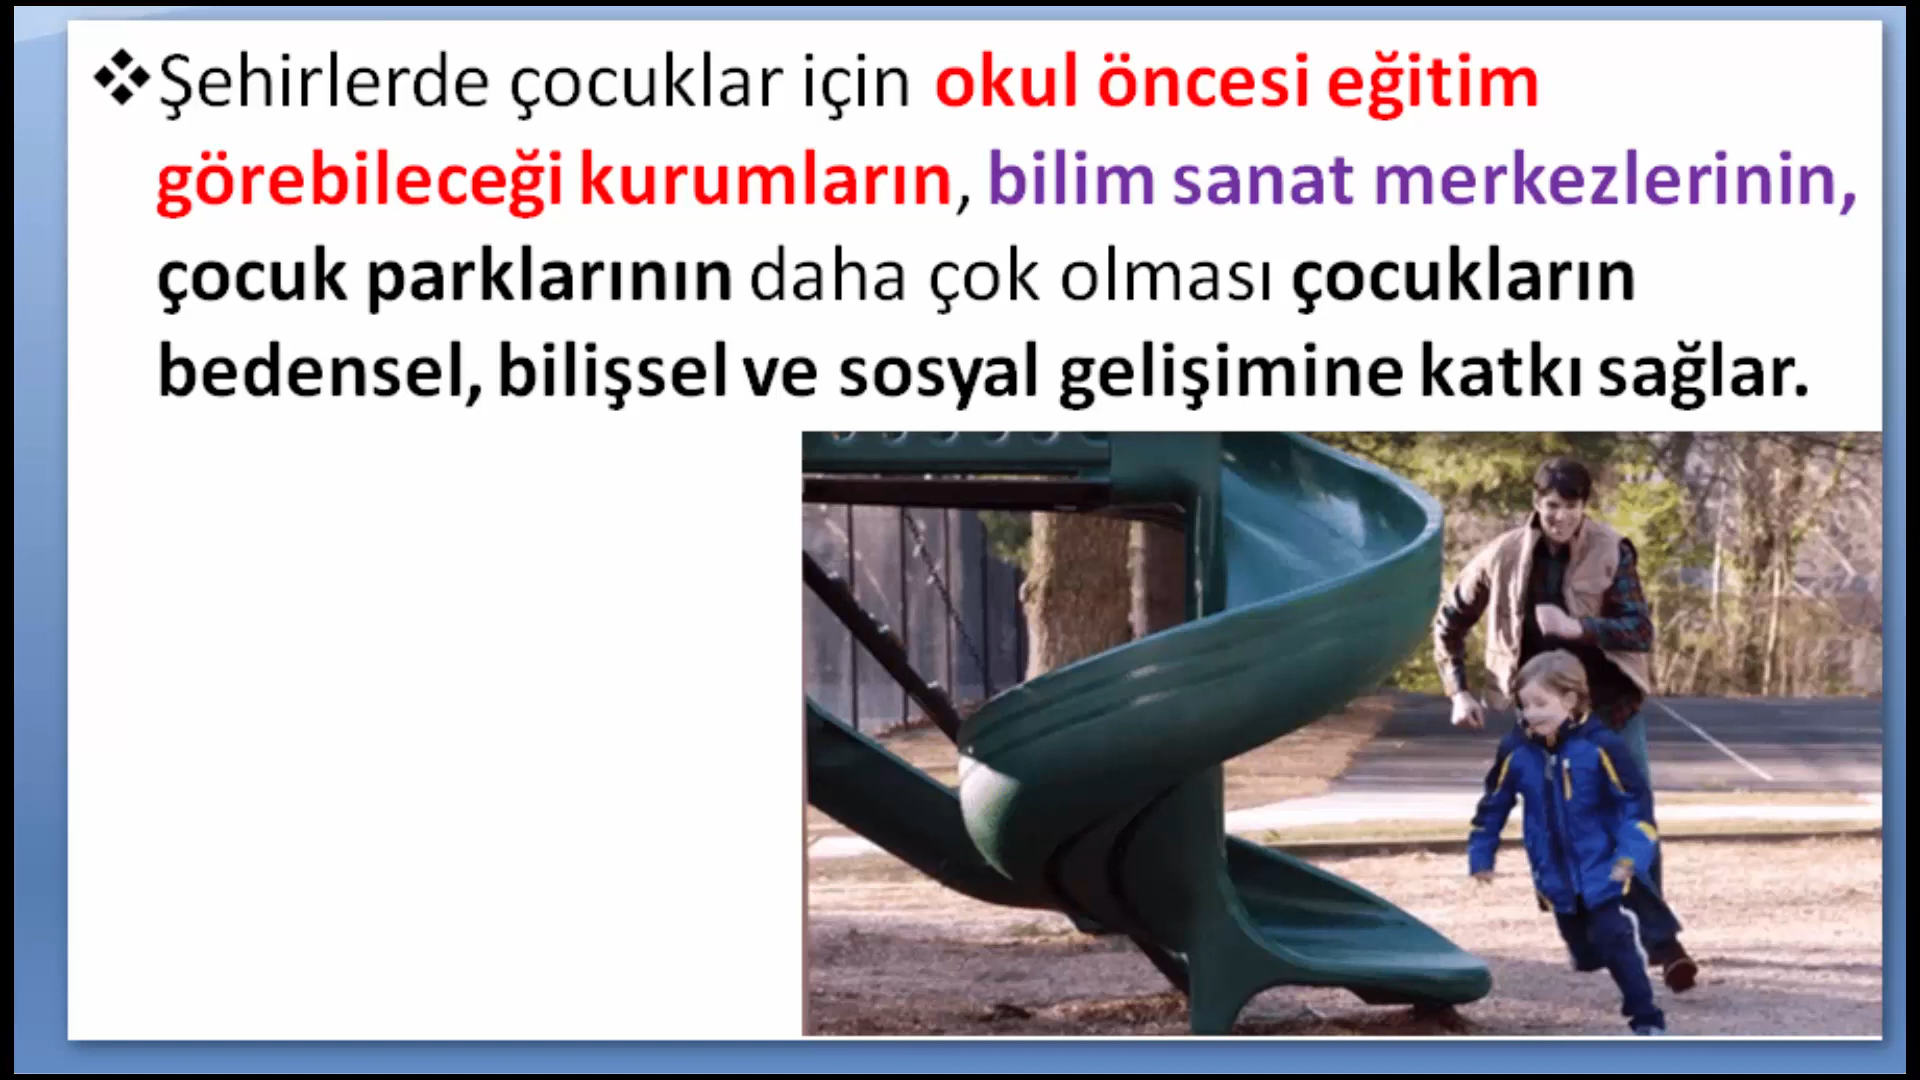 ❖Şehirlerde çocuklar için okul öncesi eğitim
görebileceği kurumların, bilim sanat merkezlerinin,
çocuk parklarının daha çok olması çocukların
bedensel, bilişsel ve sosyal gelişimine katkı sağlar.